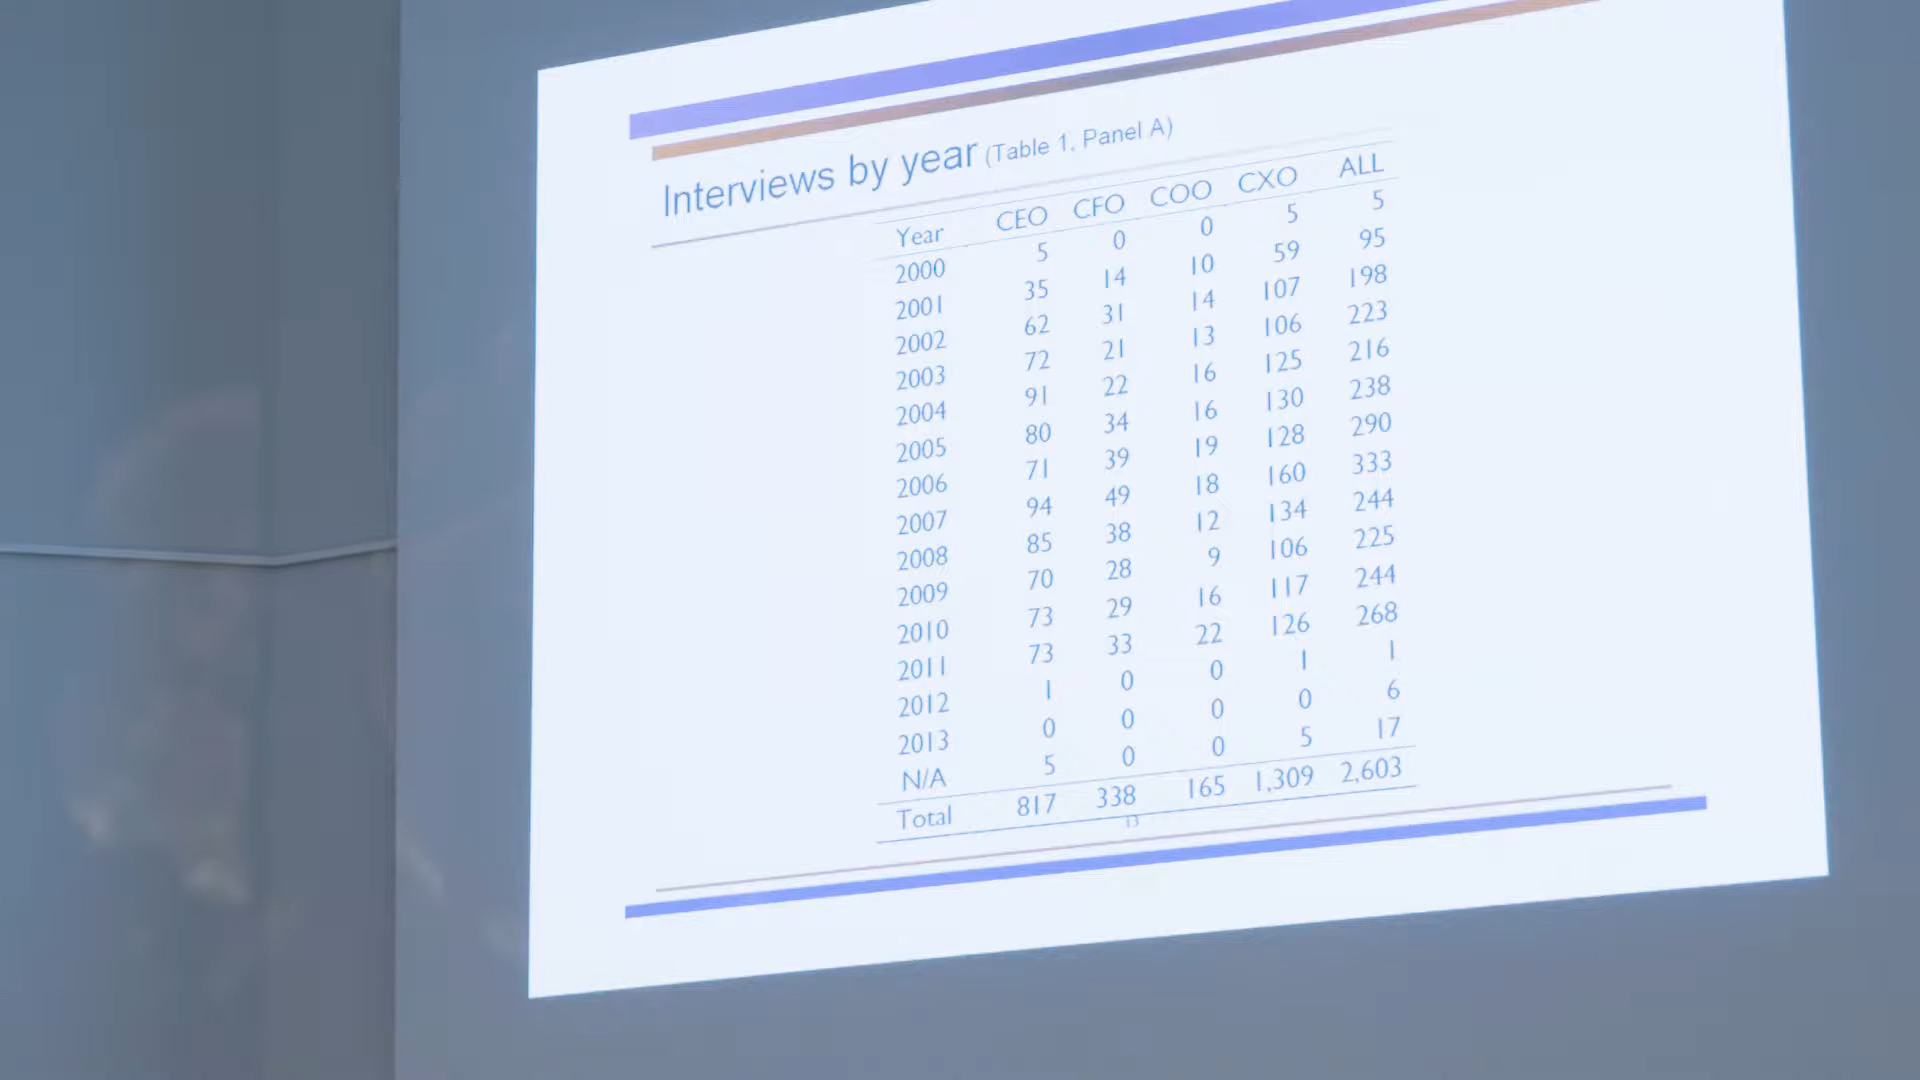 Interviews by year (Table 1, Panel A)
Year CEO CFO COO CXO ALL
2000 5 0 0 5 5
2001 35 14 10 59 95
2002 62 31 14 107 198
2003 72 21 13 106 223
2004 91 22 16 125 216
2005 80 34 16 130 238
2006 71 39 19 128 290
2007 94 49 18 160 333
2008 85 38 12 134 244
2009 70 28 9 106 225
2010 73 29 16 117 244
2011 73 33 22 126 268
2012 1 0 0 1 1
2013 0 0 0 0 6
N/A 5 0 0 5 17
Total 817 338 165 1,309 2,603
13